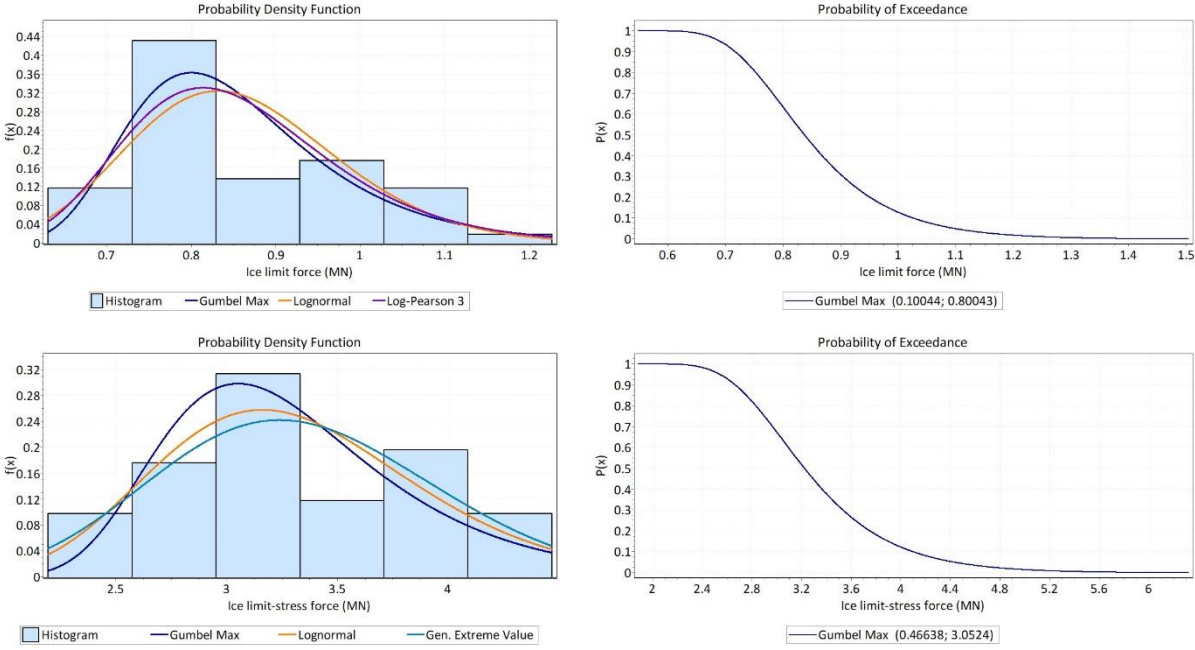 Probability Density Function
0.44
0.4
0.36
0.32
0.28
0.24
0.2
0.16
0.12
0.08
0.04
0
f(x)
0.7 0.8 0.9 1 1.1 1.2
Ice limit force (MN)
Histogram Gumbel Max Lognormal Log-Pearson 3
Probability of Exceedance
1
0.9
0.8
0.7
0.6
0.5
0.4
0.3
0.2
0.1
0
P(x)
0.6 0.7 0.8 0.9 1 1.1 1.2 1.3 1.4 1.5
Ice limit force (MN)
Gumbel Max (0.10044; 0.80043)
Probability Density Function
0.32
0.28
0.24
0.2
0.16
0.12
0.08
0.04
0
f(x)
2.5 3 3.5 4
Ice limit-stress force (MN)
Histogram Gumbel Max Lognormal Gen. Extreme Value
Probability of Exceedance
1
0.9
0.8
0.7
0.6
0.5
0.4
0.3
0.2
0.1
0
P(x)
2 2.4 2.8 3.2 3.6 4 4.4 4.8 5.2 5.6 6
Ice limit-stress force (MN)
Gumbel Max (0.46638; 3.0524)